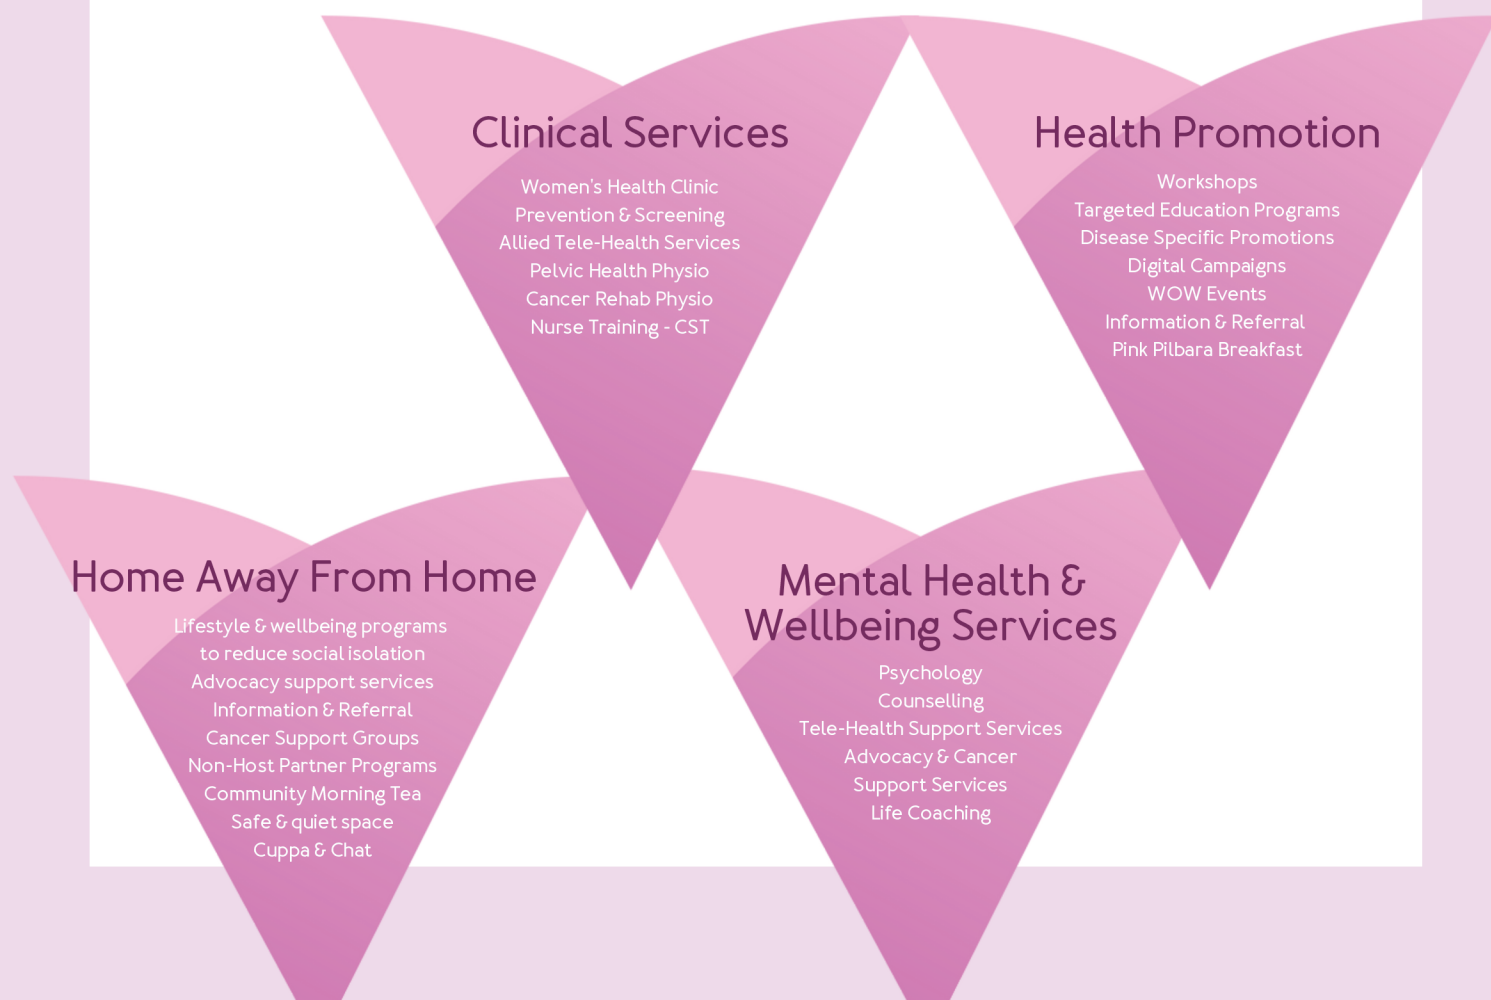 Clinical Services
Women's Health Clinic
Prevention & Screening
Allied Tele-Health Services
Pelvic Health Physio
Cancer Rehab Physio
Nurse Training - CST
Health Promotion
Workshops
Targeted Education Programs
Disease Specific Promotions
Digital Campaigns
WOW Events
Information & Referral
Pink Pilbara Breakfast
Home Away From Home
Lifestyle & wellbeing programs
to reduce social isolation
Advocacy support services
Information & Referral
Cancer Support Groups
Non-Host Partner Programs
Community Morning Tea
Safe & quiet space
Cuppa & Chat
Mental Health &
Wellbeing Services
Psychology
Counselling
Tele-Health Support Services
Advocacy & Cancer
Support Services
Life Coaching